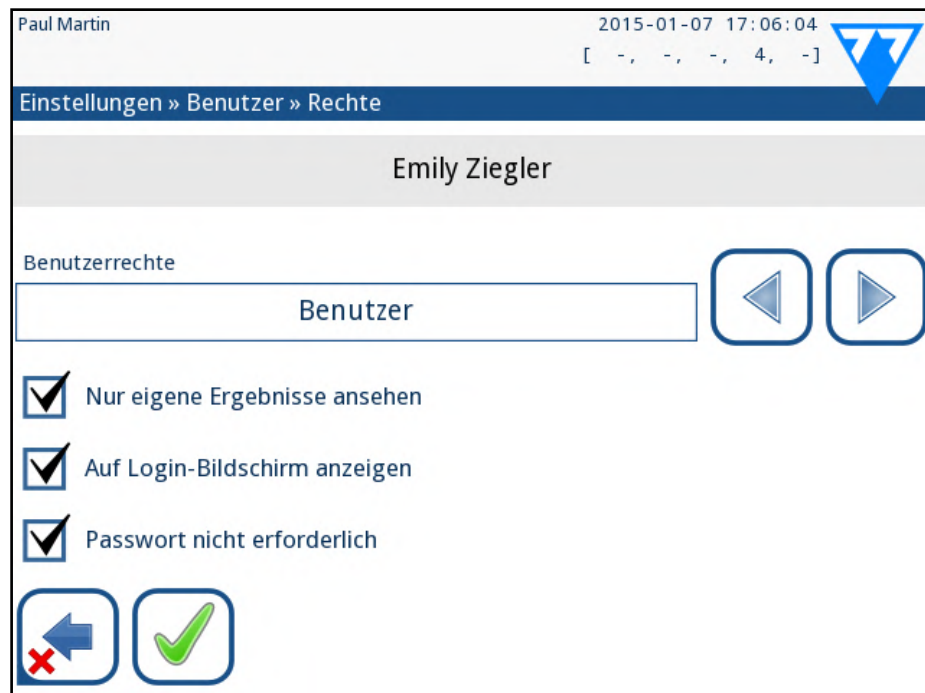 Paul Martin
2015-01-07 17:06:04
[ -, -, -, 4, -]
Einstellungen » Benutzer » Rechte
Emily Ziegler
Benutzerrechte
Benutzer
Nur eigene Ergebnisse ansehen
Auf Login-Bildschirm anzeigen
Passwort nicht erforderlich